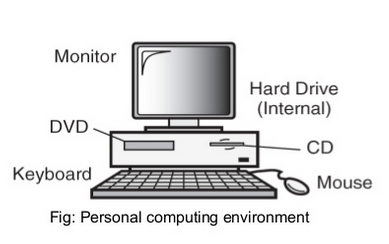 Monitor
Hard Drive
(Internal)
DVD
CD
Keyboard
Mouse
Fig: Personal computing environment